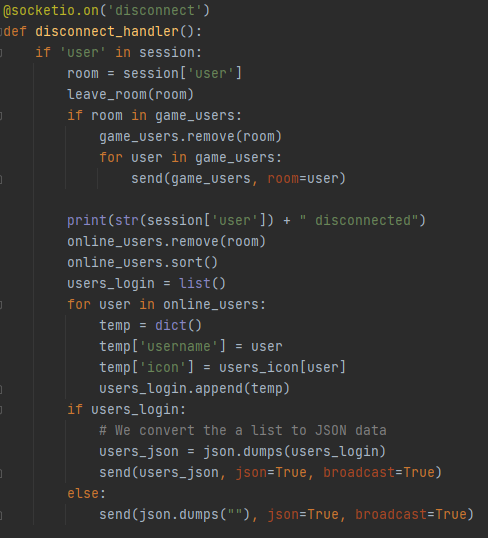 @socketio.on('disconnect')
def disconnect_handler():
    if 'user' in session:
        room = session['user']
        leave_room(room)
        if room in game_users:
            game_users.remove(room)
            for user in game_users:
                send(game_users, room=user)

        print(str(session['user']) + " disconnected")
        online_users.remove(room)
        online_users.sort()
        users_login = list()
        for user in online_users:
            temp = dict()
            temp['username'] = user
            temp['icon'] = users_icon[user]
            users_login.append(temp)
        if users_login:
            # We convert the a list to JSON data
            users_json = json.dumps(users_login)
            send(users_json, json=True, broadcast=True)
        else:
            send(json.dumps(""), json=True, broadcast=True)